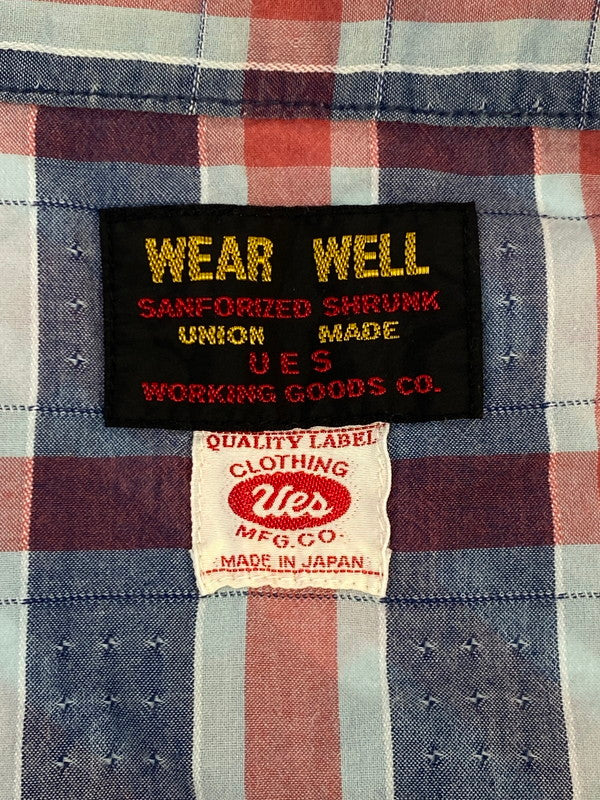 WEAR WELL
SANFORIZED SHRUNK
UNION MADE
UES
WORKING GOODS CO.
QUALITY LABEL
CLOTHING
Ues
MFG.CO.
MADE IN JAPAN